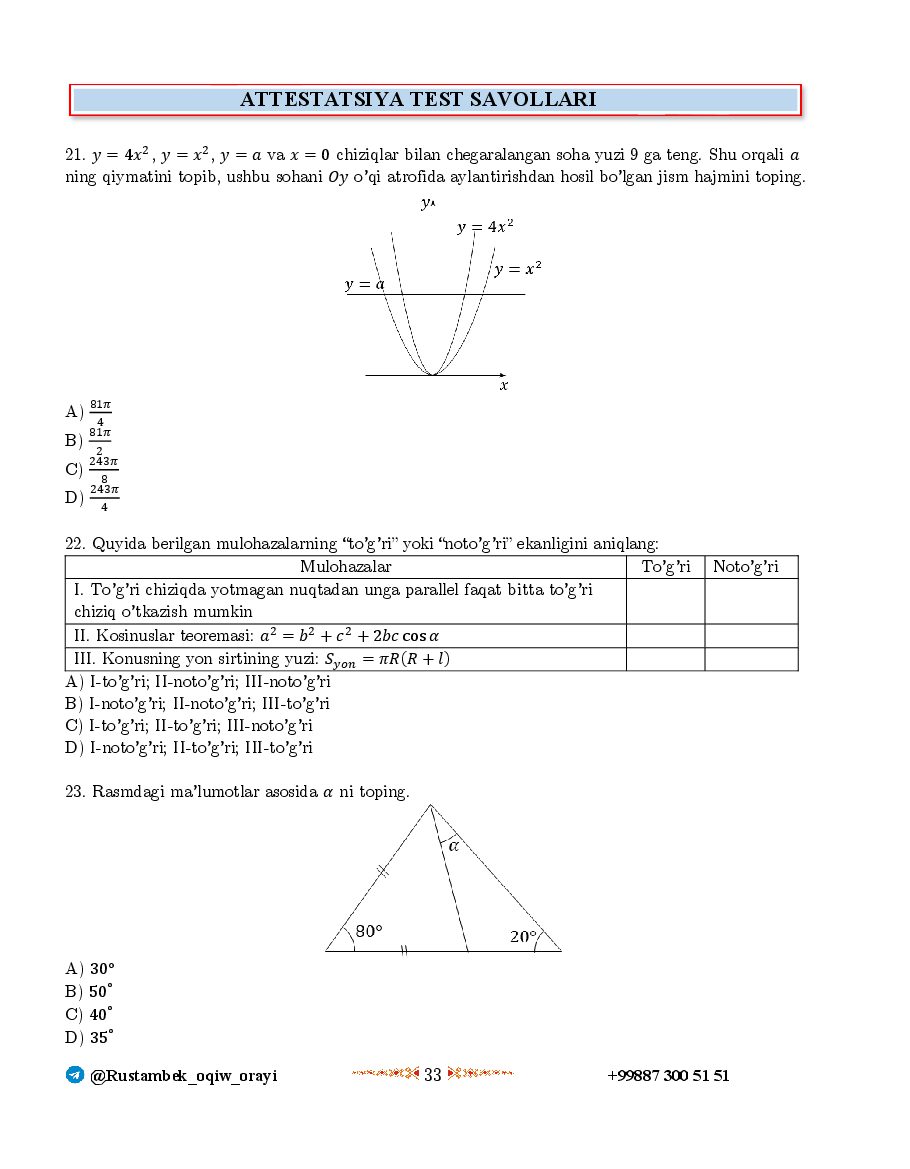 ATTESTATSIYA TEST SAVOLLARI
21. y = 4x², y = x², y = a va x = 0 chiziqlar bilan chegaralangan soha yuzi 9 ga teng. Shu orqali a
ning qiymatini topib, ushbu sohani Oy o'qi atrofida aylantirishdan hosil bo'lgan jism hajmini toping.
y
y = 4x²
y = x²
y = a
x
A) 81π/4
B) 81π/2
C) 243π/8
D) 243π/4
22. Quyida berilgan mulohazalarning “to'g'ri” yoki “noto'g'ri” ekanligini aniqlang:
Mulohazalar To'g'ri Noto'g'ri
I. To'g'ri chiziqda yotmagan nuqtadan unga parallel faqat bitta to'g'ri
chiziq o'tkazish mumkin
II. Kosinuslar teoremasi: a² = b² + c² + 2bc cos α
III. Konusning yon sirtining yuzi: S_yon = πR(R + l)
A) I-to'g'ri; II-noto'g'ri; III-noto'g'ri
B) I-noto'g'ri; II-noto'g'ri; III-to'g'ri
C) I-to'g'ri; II-to'g'ri; III-noto'g'ri
D) I-noto'g'ri; II-to'g'ri; III-to'g'ri
23. Rasmdagi ma'lumotlar asosida α ni toping.
α
80° 20°
A) 30°
B) 50°
C) 40°
D) 35°
@Rustambek_oqiw_orayi 33 +99887 300 51 51